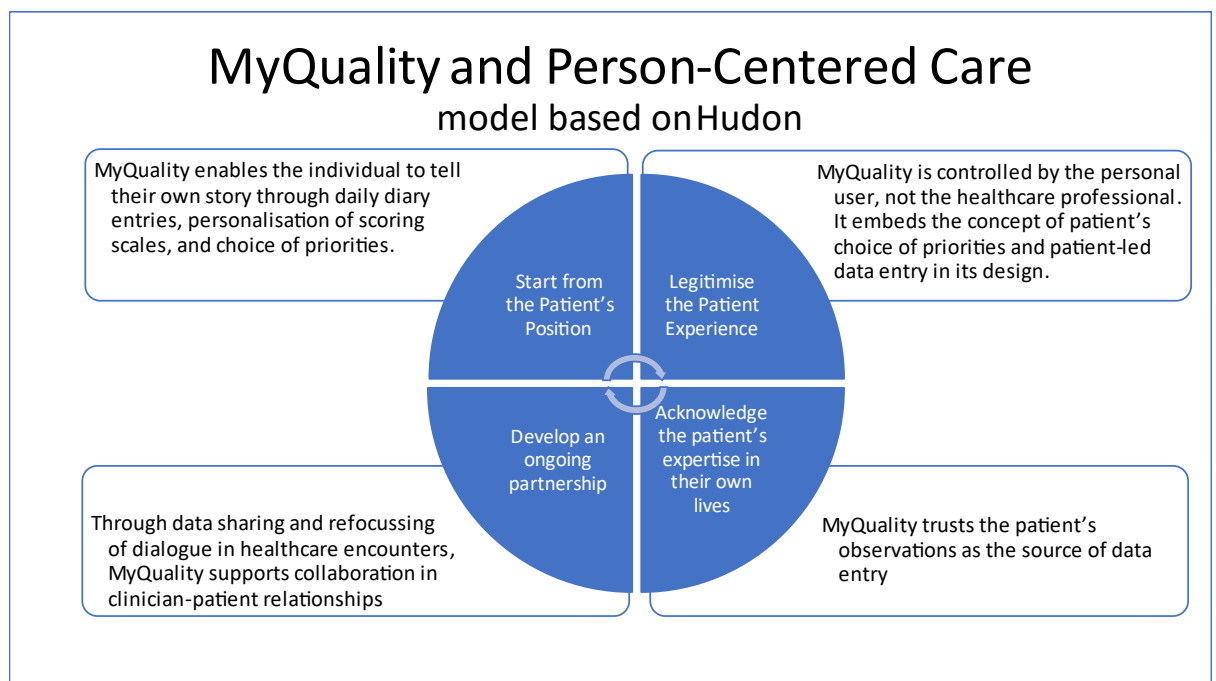 MyQuality and Person-Centered Care
model based on Hudon
MyQuality enables the individual to tell
their own story through daily diary
entries, personalisation of scoring
scales, and choice of priorities.
MyQuality is controlled by the personal
user, not the healthcare professional.
It embeds the concept of patient's
choice of priorities and patient-led
data entry in its design.
Start from
the Patient's
Position
Legitimise
the Patient
Experience
Develop an
ongoing
partnership
Acknowledge
the patient's
expertise in
their own
lives
Through data sharing and refocussing
of dialogue in healthcare encounters,
MyQuality supports collaboration in
clinician-patient relationships
MyQuality trusts the patient's
observations as the source of data
entry